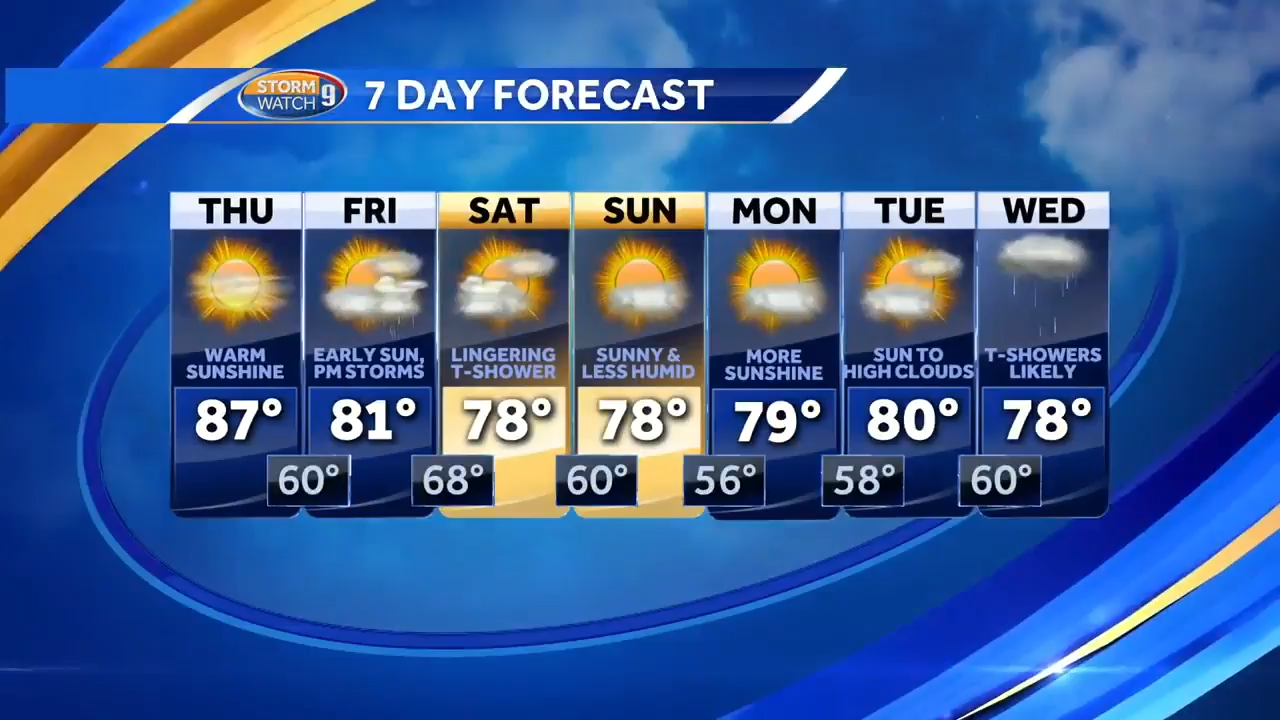 STORM
WATCH 9
7 DAY FORECAST
THU FRI SAT SUN MON TUE WED
WARM
SUNSHINE
EARLY SUN,
PM STORMS
LINGERING
T-SHOWER
SUNNY &
LESS HUMID
MORE
SUNSHINE
SUN TO
HIGH CLOUDS
T-SHOWERS
LIKELY
87° 81° 78° 78° 79° 80° 78°
60° 68° 60° 56° 58° 60°